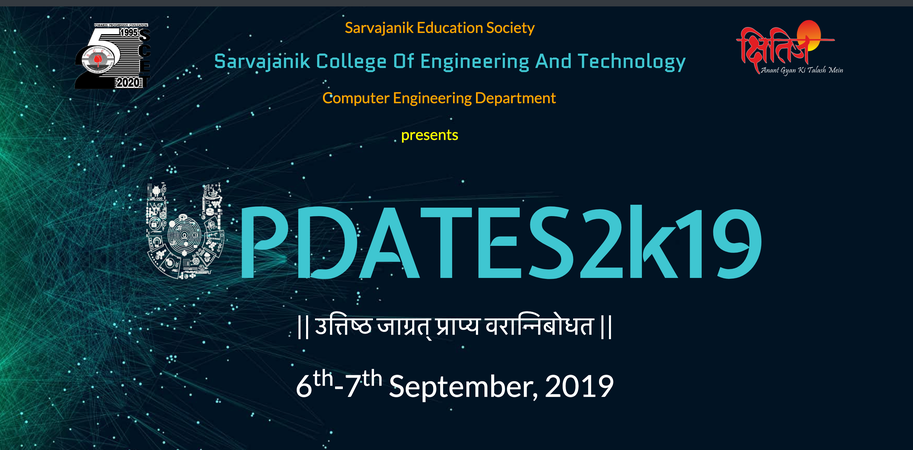 Sarvajanik Education Society
Sarvajanik College Of Engineering And Technology
Computer Engineering Department
presents
1995
25
2020
क्षितिज
Anant Gyan Ki Talash Mein
UPDATES2k19
|| उत्तिष्ठ जाग्रत् प्राप्य वरान्निबोधत ||
6th-7th September, 2019